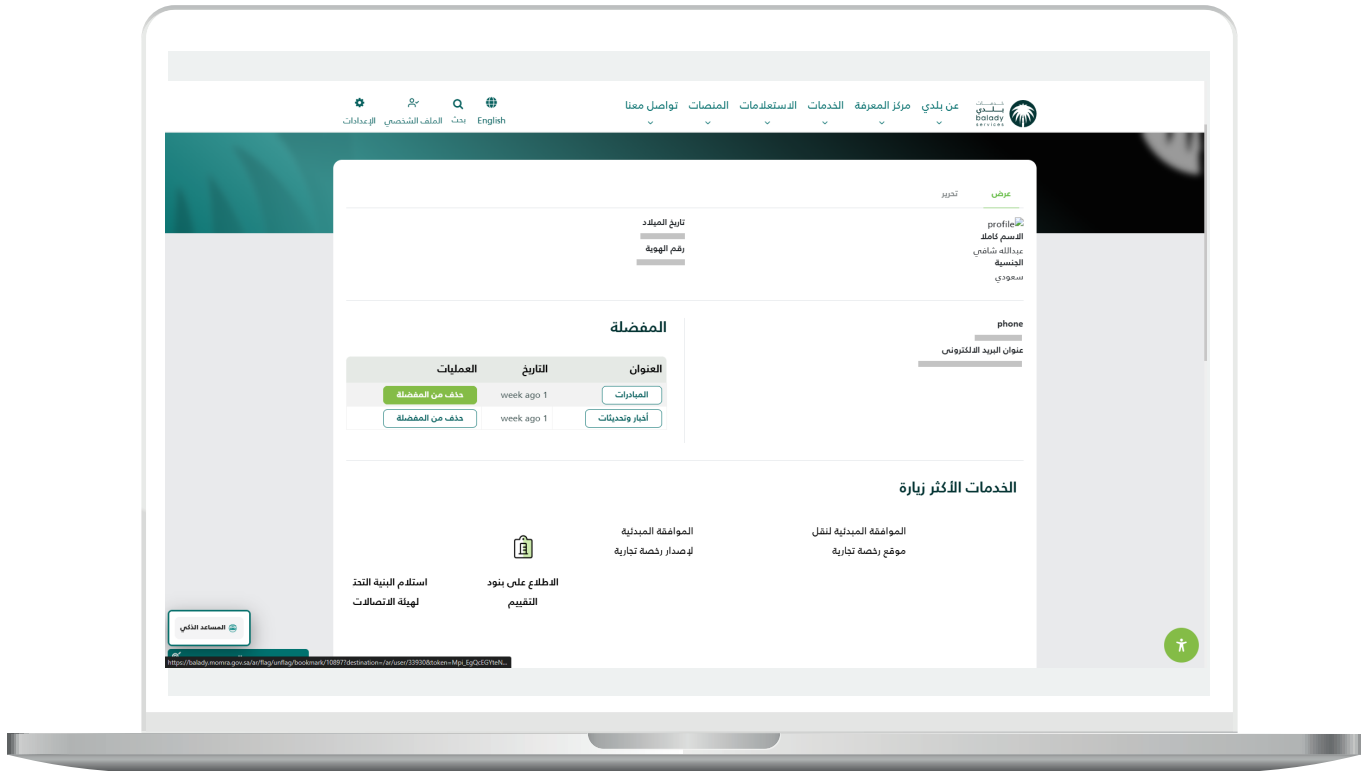 خدمات
بلدي
balady
services
عن بلدي
مركز المعرفة
الخدمات
الاستعلامات
المنصات
تواصل معنا
English
بحث
الملف الشخصي
الإعدادات
عرض
تحرير
profile
الاسم كاملا
عبدالله شافي
الجنسية
سعودي
تاريخ الميلاد
رقم الهوية
phone
عنوان البريد الالكتروني
المفضلة
العنوان التاريخ العمليات
المبادرات 1 week ago حذف من المفضلة
أخبار وتحديثات 1 week ago حذف من المفضلة
الخدمات الأكثر زيارة
الموافقة المبدئية لنقل
موقع رخصة تجارية
الموافقة المبدئية
لإصدار رخصة تجارية
الاطلاع على بنود
التقييم
استلام البنية التحت
لهيئة الاتصالات
المساعد الذكي
https://balady.momra.gov.sa/ar/flag/unflag/bookmark/10897?destination=/ar/user/339308&token=Mpi_EgQcEGYteN...